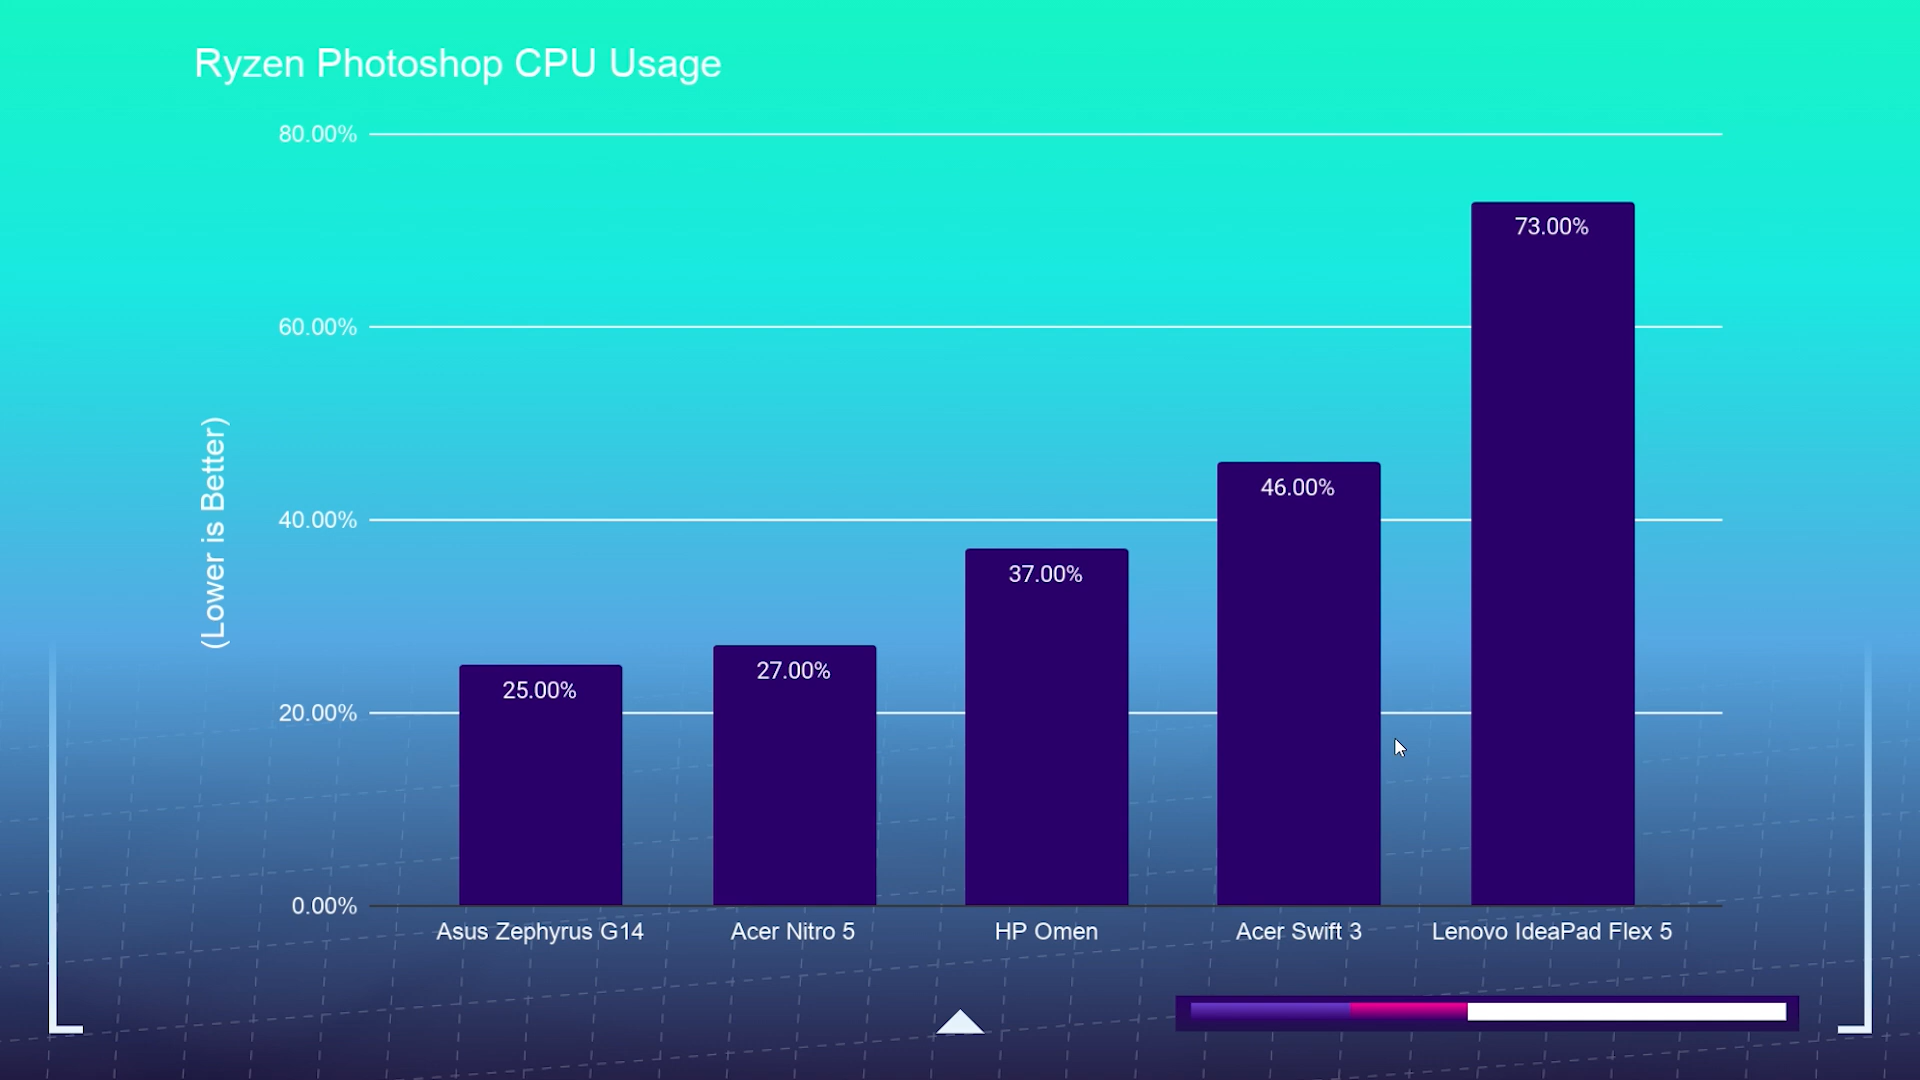 Ryzen Photoshop CPU Usage
(Lower is Better)
80.00%
60.00%
40.00%
20.00%
0.00%
25.00%
27.00%
37.00%
46.00%
73.00%
Asus Zephyrus G14
Acer Nitro 5
HP Omen
Acer Swift 3
Lenovo IdeaPad Flex 5